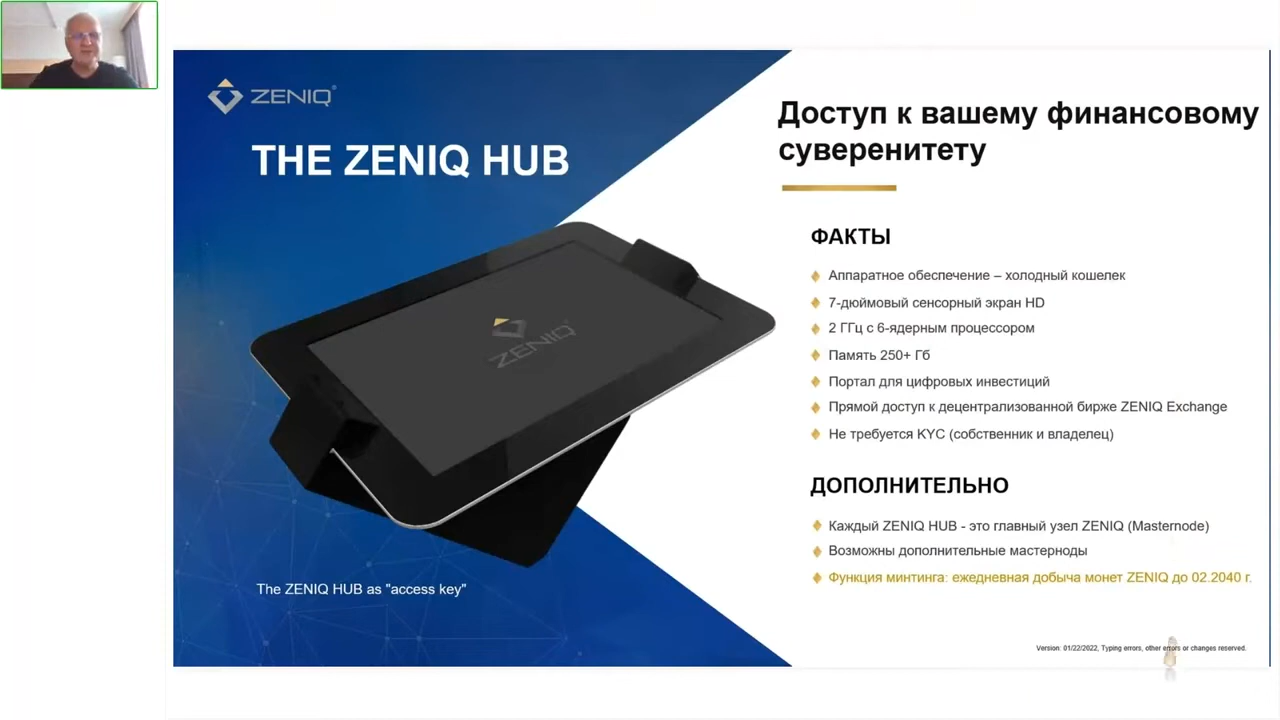 ZENIQ®
THE ZENIQ HUB
Доступ к вашему финансовому
суверенитету
ФАКТЫ
Аппаратное обеспечение – холодный кошелек
7-дюймовый сенсорный экран HD
2 ГГц с 6-ядерным процессором
Память 250+ Гб
Портал для цифровых инвестиций
Прямой доступ к децентрализованной бирже ZENIQ Exchange
Не требуется KYC (собственник и владелец)
ZENIQ
ДОПОЛНИТЕЛЬНО
Каждый ZENIQ HUB - это главный узел ZENIQ (Masternode)
Возможны дополнительные мастерноды
Функция минтинга: ежедневная добыча монет ZENIQ до 02.2040 г.
The ZENIQ HUB as "access key"
Version: 01/22/2022, Typing errors, other errors or changes reserved.